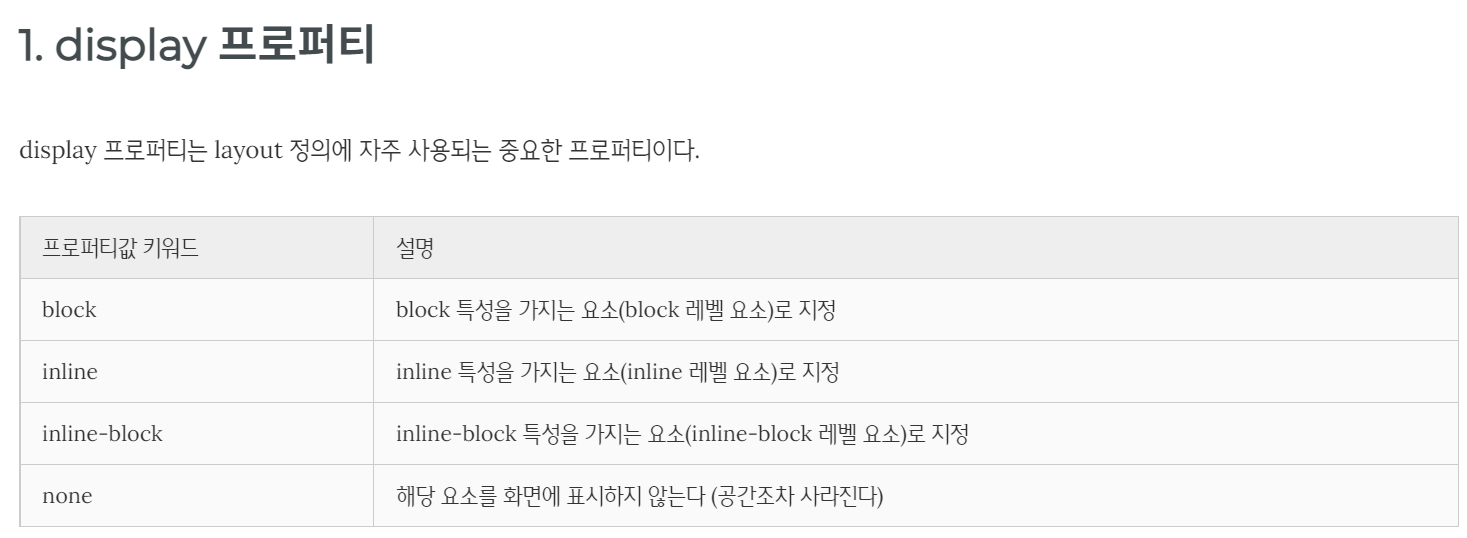 1. display 프로퍼티
display 프로퍼티는 layout 정의에 자주 사용되는 중요한 프로퍼티이다.
프로퍼티값 키워드 설명
block block 특성을 가지는 요소(block 레벨 요소)로 지정
inline inline 특성을 가지는 요소(inline 레벨 요소)로 지정
inline-block inline-block 특성을 가지는 요소(inline-block 레벨 요소)로 지정
none 해당 요소를 화면에 표시하지 않는다 (공간조차 사라진다)